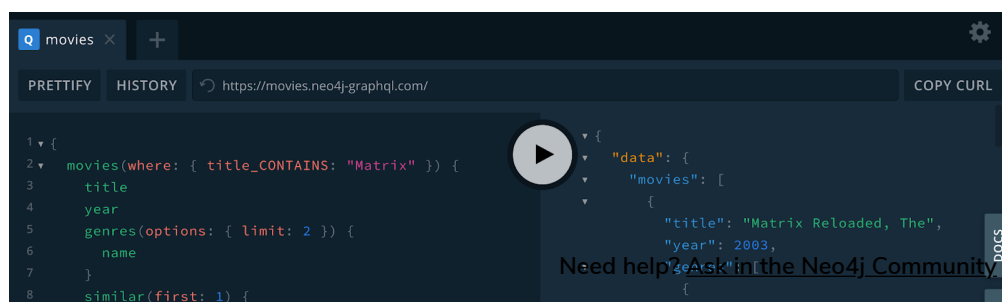 Q movies ×
+
PRETTIFY HISTORY https://movies.neo4j-graphql.com/ COPY CURL
1 {
2 movies(where: { title_CONTAINS: "Matrix" }) {
3 title
4 year
5 genres(options: { limit: 2 }) {
6 name
7 }
8 similar(first: 1) {
{
"data": {
"movies": [
{
"title": "Matrix Reloaded, The",
"year": 2003,
"genres": [
{
DOCS
Need help? Ask in the Neo4j Community